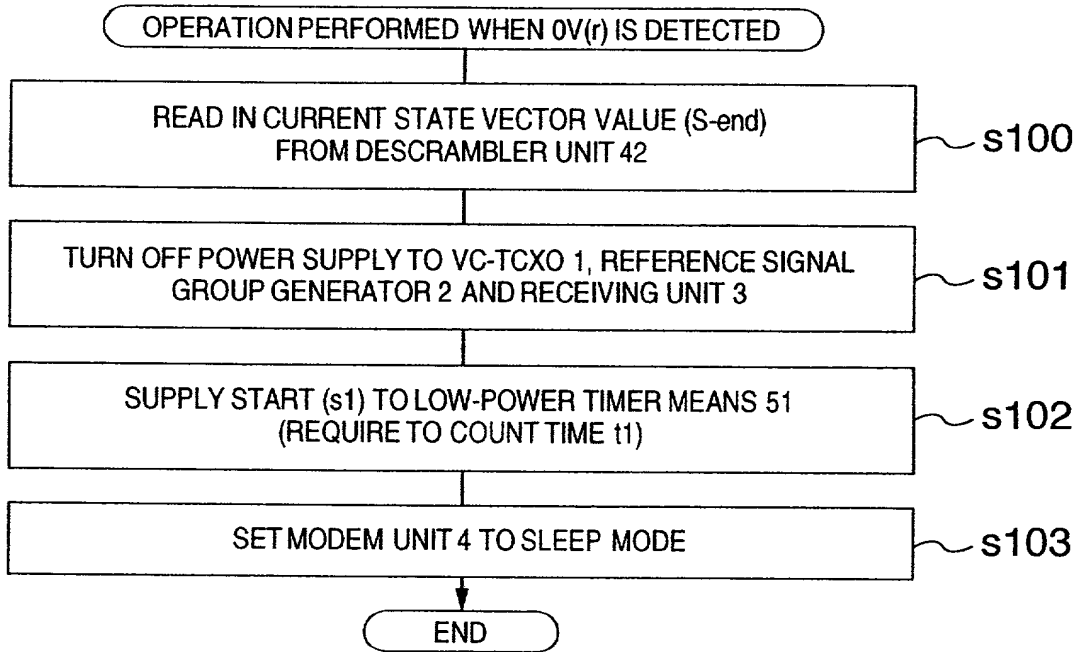 OPERATION PERFORMED WHEN 0V(r) IS DETECTED
READ IN CURRENT STATE VECTOR VALUE (S-end)
FROM DESCRAMBLER UNIT 42
s100
TURN OFF POWER SUPPLY TO VC-TCXO 1, REFERENCE SIGNAL
GROUP GENERATOR 2 AND RECEIVING UNIT 3
s101
SUPPLY START (s1) TO LOW-POWER TIMER MEANS 51
(REQUIRE TO COUNT TIME t1)
s102
SET MODEM UNIT 4 TO SLEEP MODE
s103
END